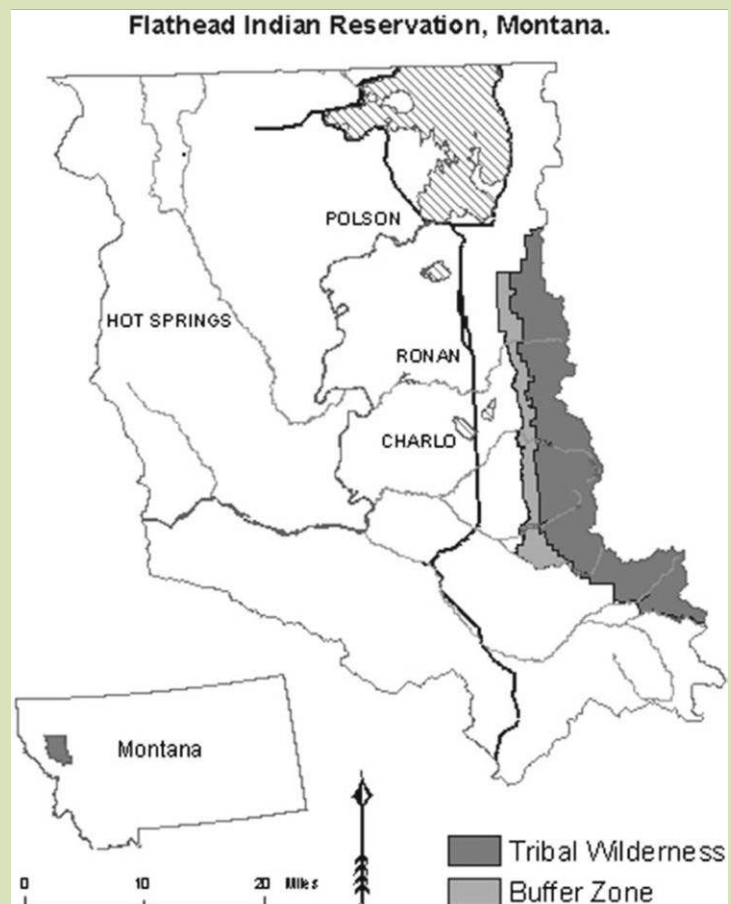 Flathead Indian Reservation, Montana.
POLSON
HOT SPRINGS
RONAN
CHARLO
Montana
Tribal Wilderness
0 10 20 Miles
Buffer Zone